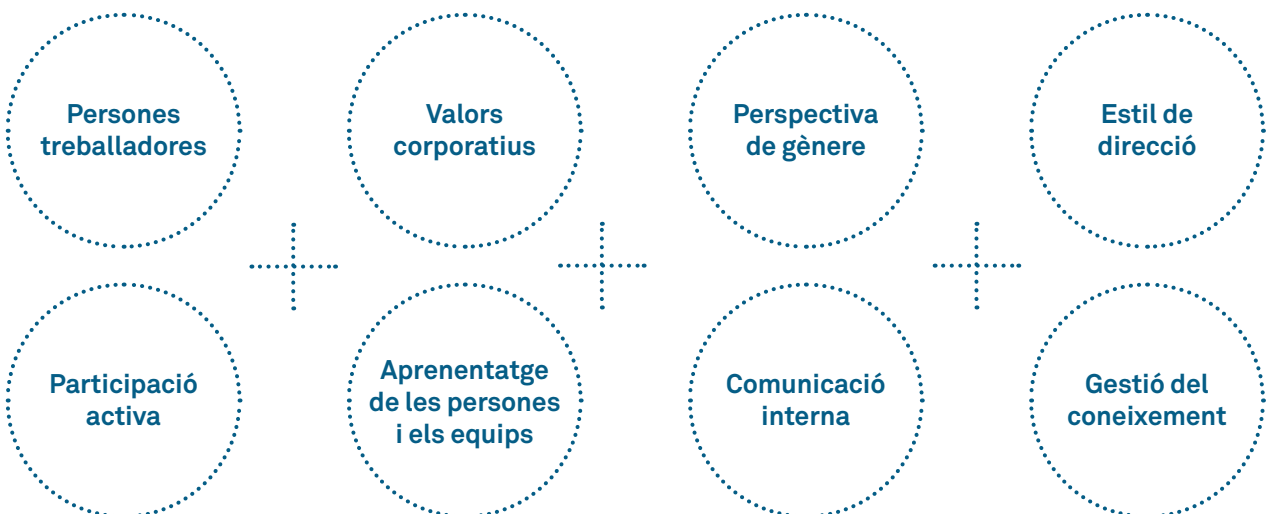 Persones
treballadores
Valors
corporatius
Perspectiva
de gènere
Estil de
direcció
Participació
activa
Aprenentatge
de les persones
i els equips
Comunicació
interna
Gestió del
coneixement